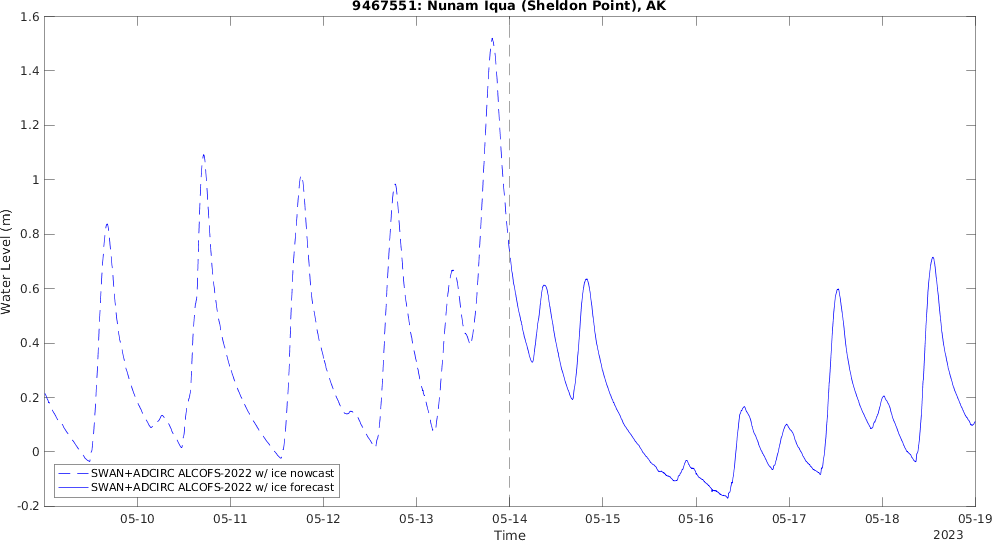 9467551: Nunam Iqua (Sheldon Point), AK
1.6
1.4
1.2
1
0.8
0.6
0.4
0.2
0
-0.2
Water Level (m)
SWAN+ADCIRC ALCOFS-2022 w/ ice nowcast
SWAN+ADCIRC ALCOFS-2022 w/ ice forecast
05-10 05-11 05-12 05-13 05-14 05-15 05-16 05-17 05-18 05-19
Time
2023